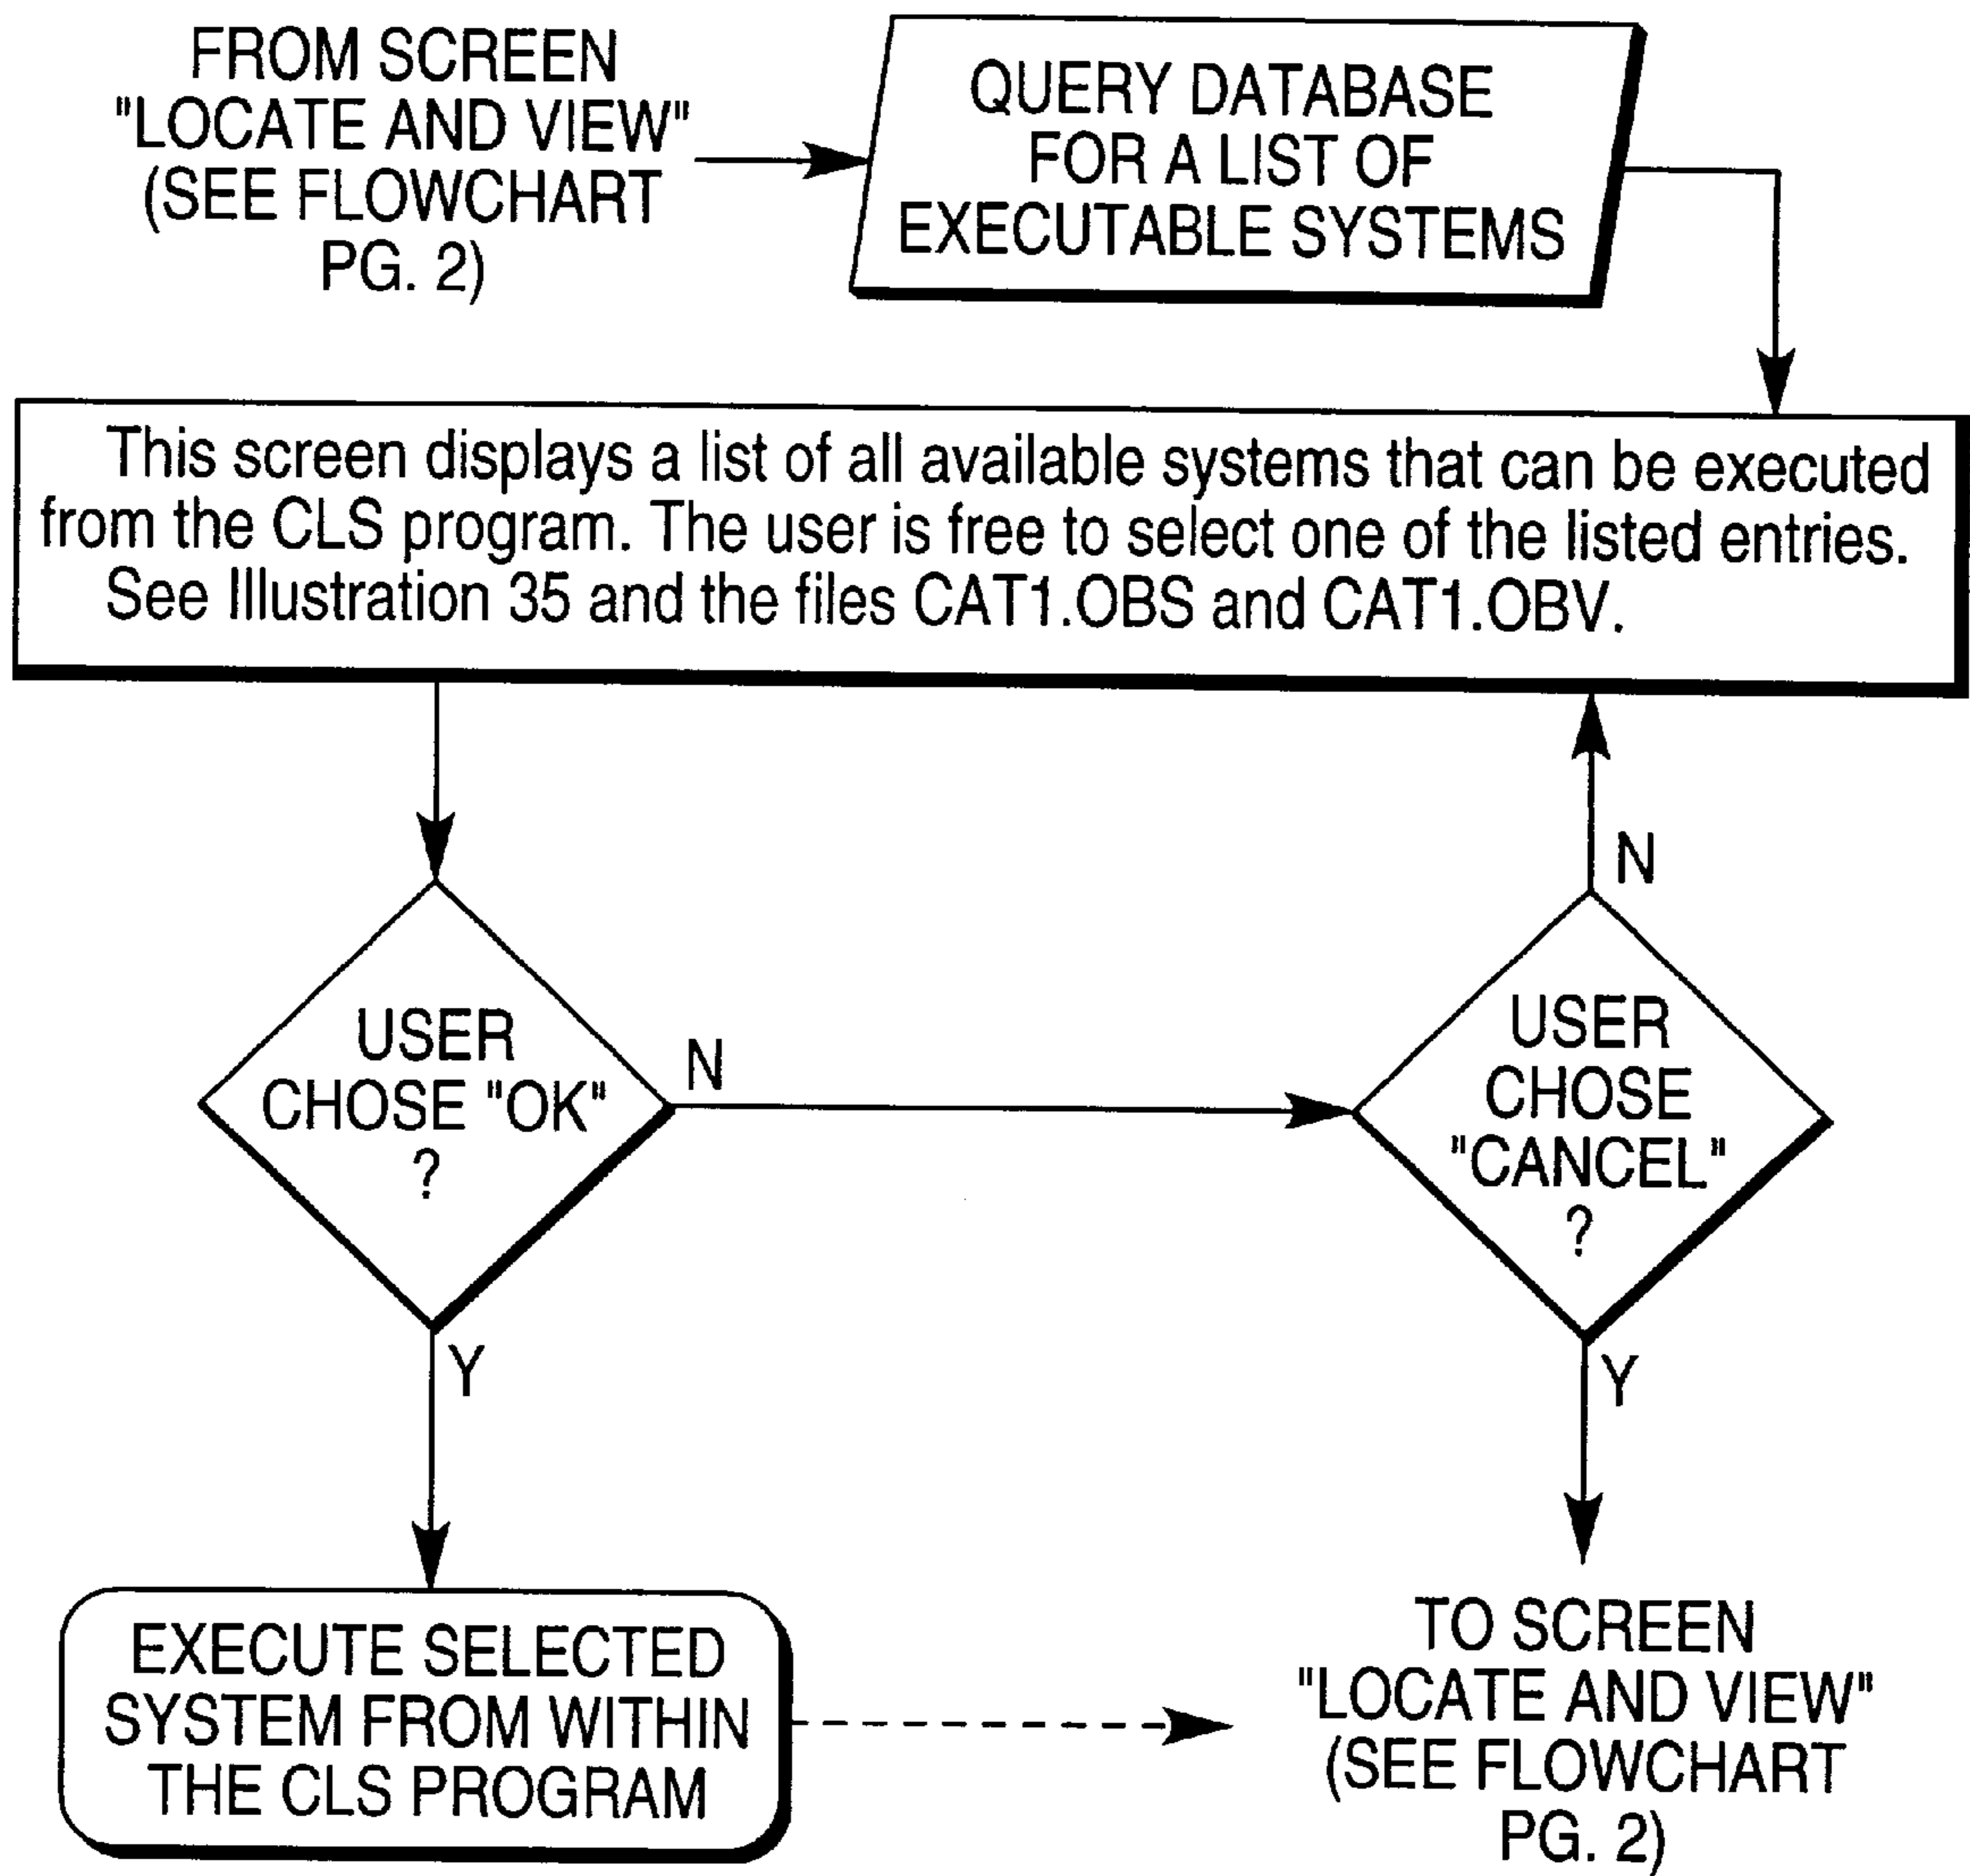 FROM SCREEN
"LOCATE AND VIEW"
(SEE FLOWCHART
PG. 2)
QUERY DATABASE
FOR A LIST OF
EXECUTABLE SYSTEMS
This screen displays a list of all available systems that can be executed
from the CLS program. The user is free to select one of the listed entries.
See Illustration 35 and the files CAT1.OBS and CAT1.OBV.
USER
CHOSE "OK"
?
N
Y
USER
CHOSE
"CANCEL"
?
N
Y
EXECUTE SELECTED
SYSTEM FROM WITHIN
THE CLS PROGRAM
TO SCREEN
"LOCATE AND VIEW"
(SEE FLOWCHART
PG. 2)